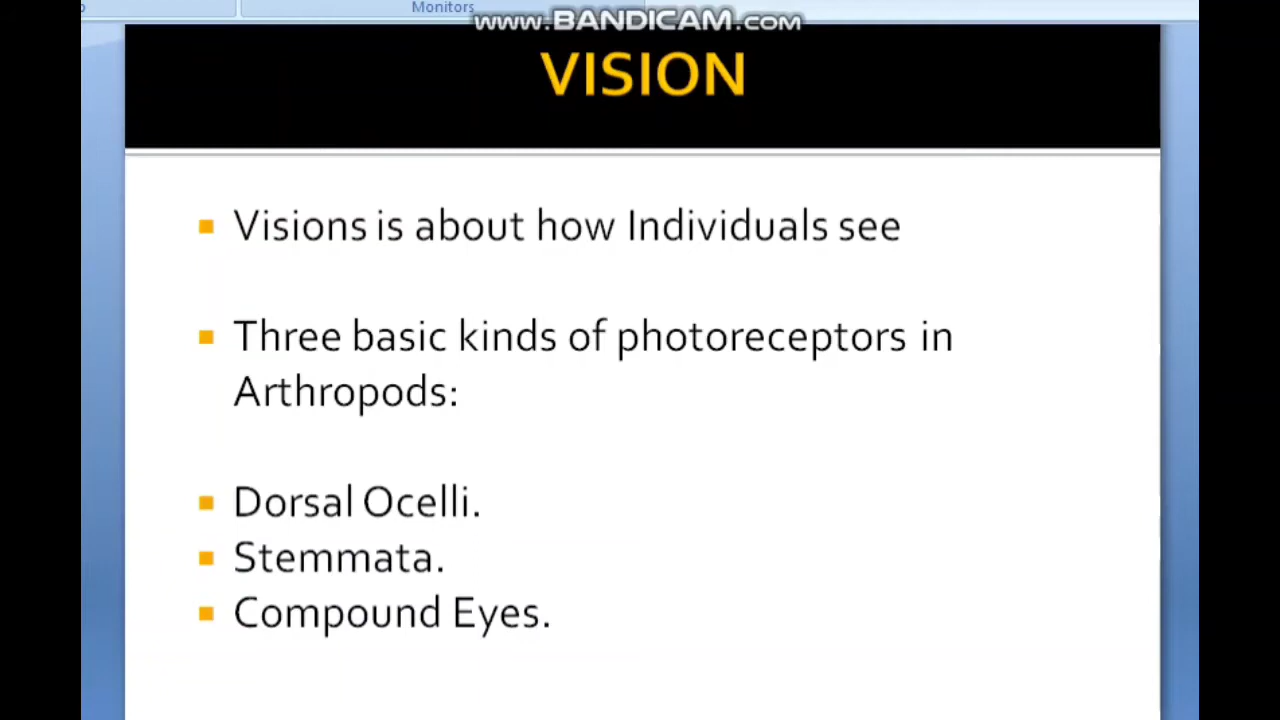 Monitors
www.BANDICAM.com
VISION
Visions is about how Individuals see
Three basic kinds of photoreceptors in
Arthropods:
Dorsal Ocelli.
Stemmata.
Compound Eyes.